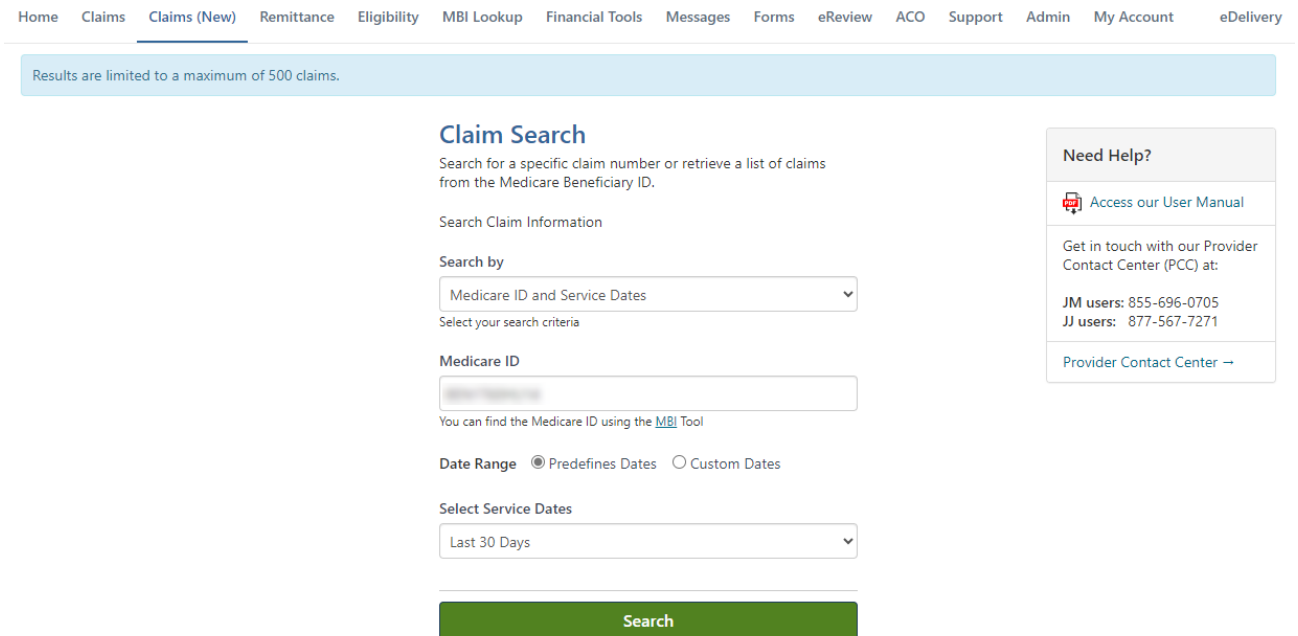 Home Claims Claims (New) Remittance Eligibility MBI Lookup Financial Tools Messages Forms eReview ACO Support Admin My Account eDelivery
Results are limited to a maximum of 500 claims.
Claim Search
Search for a specific claim number or retrieve a list of claims
from the Medicare Beneficiary ID.
Search Claim Information
Search by
Medicare ID and Service Dates
Select your search criteria
Medicare ID
You can find the Medicare ID using the MBI Tool
Date Range Predefines Dates Custom Dates
Select Service Dates
Last 30 Days
Search
Need Help?
PDF Access our User Manual
Get in touch with our Provider
Contact Center (PCC) at:
JM users: 855-696-0705
JJ users: 877-567-7271
Provider Contact Center →